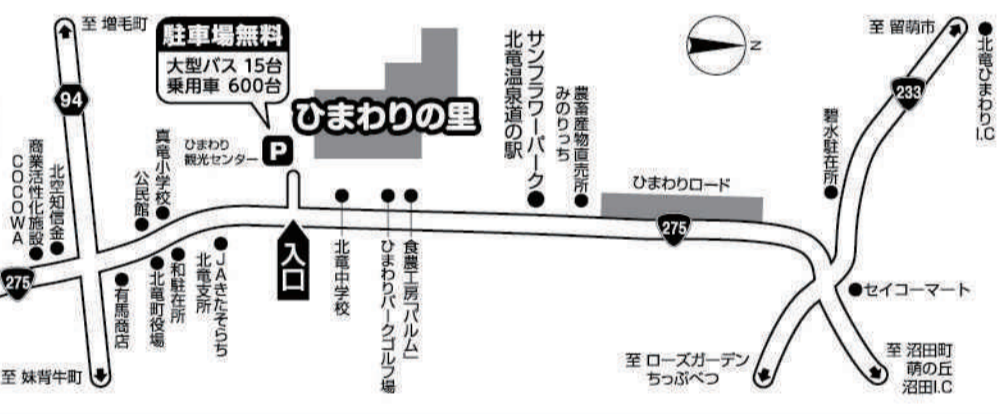 至 増毛町
94
駐車場無料
大型バス 15台
乗用車 600台
ひまわりの里
ひまわり
観光センター
P
サンフラワーパーク
北竜温泉道の駅
農畜産物直売所
みのりっち
ひまわりロード
275
碧水駐在所
至 留萌市
233
北竜ひまわりI.C
N
商業活性化施設
COCOWA
北空知信金
公民館
真竜小学校
275
有馬商店
北竜町役場
和駐在所
JAきたそらち
北竜支所
入口
北竜中学校
ひまわりパークゴルフ場
食農工房「パルム」
セイコーマート
至 妹背牛町
至 ローズガーデン
ちっぷべつ
至 沼田町
萌の丘
沼田I.C